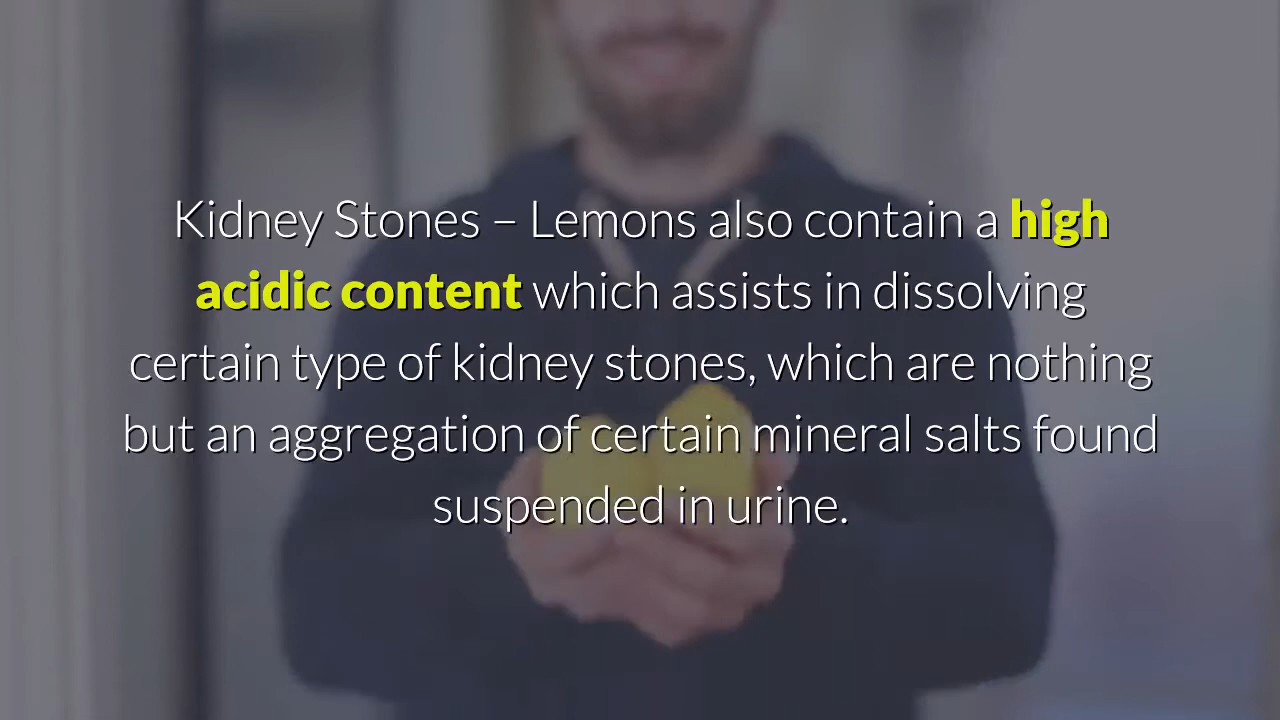 Kidney Stones – Lemons also contain a high
acidic content which assists in dissolving
certain type of kidney stones, which are nothing
but an aggregation of certain mineral salts found
suspended in urine.